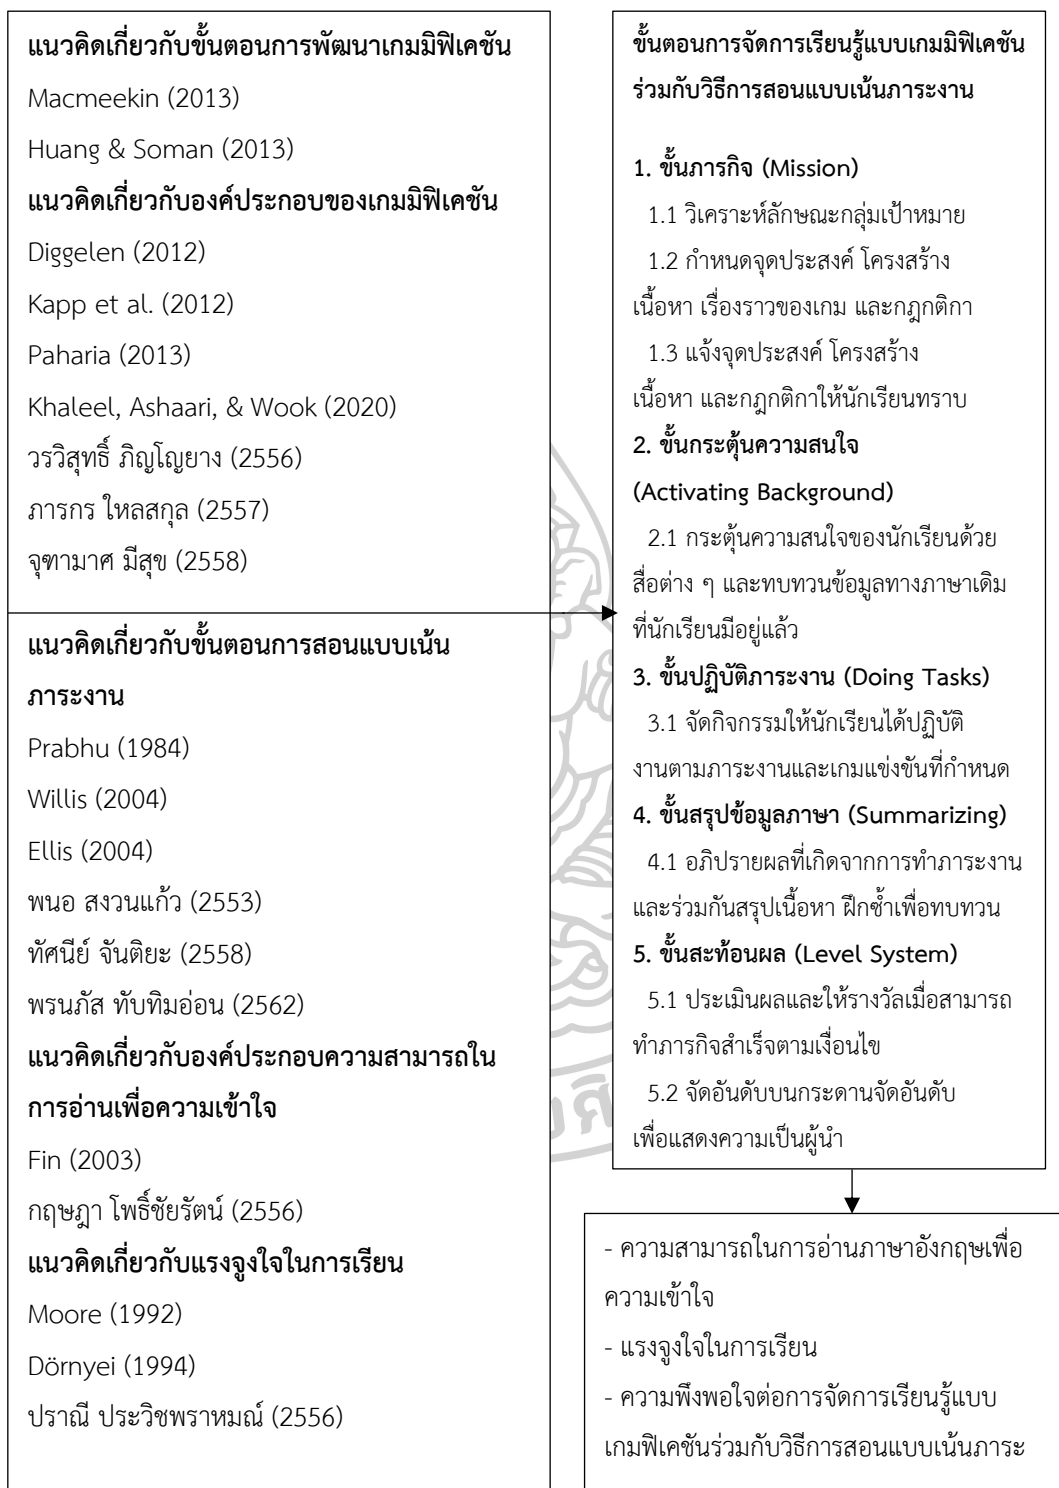 แนวคิดเกี่ยวกับขั้นตอนการพัฒนาเกมมิฟิเคชัน
Macmeekin (2013)
Huang & Soman (2013)
แนวคิดเกี่ยวกับองค์ประกอบของเกมมิฟิเคชัน
Diggelen (2012)
Kapp et al. (2012)
Paharia (2013)
Khaleel, Ashaari, & Wook (2020)
วรวิสุทธิ์ ภิญโญยาง (2556)
ภารกร ใหลสกุล (2557)
จุฑามาศ มีสุข (2558)
แนวคิดเกี่ยวกับขั้นตอนการสอนแบบเน้น
ภาระงาน
Prabhu (1984)
Willis (2004)
Ellis (2004)
พนอ สงวนแก้ว (2553)
ทัศนีย์ จันติยะ (2558)
พรนภัส ทับทิมอ่อน (2562)
แนวคิดเกี่ยวกับองค์ประกอบความสามารถใน
การอ่านเพื่อความเข้าใจ
Fin (2003)
กฤษฎา โพธิ์ชัยรัตน์ (2556)
แนวคิดเกี่ยวกับแรงจูงใจในการเรียน
Moore (1992)
Dörnyei (1994)
ปราณี ประวิชพราหมณ์ (2556)
ขั้นตอนการจัดการเรียนรู้แบบเกมมิฟิเคชัน
ร่วมกับวิธีการสอนแบบเน้นภาระงาน
1. ขั้นภารกิจ (Mission)
1.1 วิเคราะห์ลักษณะกลุ่มเป้าหมาย
1.2 กำหนดจุดประสงค์ โครงสร้าง
เนื้อหา เรื่องราวของเกม และกฎกติกา
1.3 แจ้งจุดประสงค์ โครงสร้าง
เนื้อหา และกฎกติกาให้นักเรียนทราบ
2. ขั้นกระตุ้นความสนใจ
(Activating Background)
2.1 กระตุ้นความสนใจของนักเรียนด้วย
สื่อต่าง ๆ และทบทวนข้อมูลทางภาษาเดิม
ที่นักเรียนมีอยู่แล้ว
3. ขั้นปฏิบัติภาระงาน (Doing Tasks)
3.1 จัดกิจกรรมให้นักเรียนได้ปฏิบัติ
งานตามภาระงานและเกมแข่งขันที่กำหนด
4. ขั้นสรุปข้อมูลภาษา (Summarizing)
4.1 อภิปรายผลที่เกิดจากการทำภาระงาน
และร่วมกันสรุปเนื้อหา ฝึกซ้ำเพื่อทบทวน
5. ขั้นสะท้อนผล (Level System)
5.1 ประเมินผลและให้รางวัลเมื่อสามารถ
ทำภารกิจสำเร็จตามเงื่อนไข
5.2 จัดอันดับบนกระดานจัดอันดับ
เพื่อแสดงความเป็นผู้นำ
- ความสามารถในการอ่านภาษาอังกฤษเพื่อ
ความเข้าใจ
- แรงจูงใจในการเรียน
- ความพึงพอใจต่อการจัดการเรียนรู้แบบ
เกมฟิเคชันร่วมกับวิธีการสอนแบบเน้นภาระ